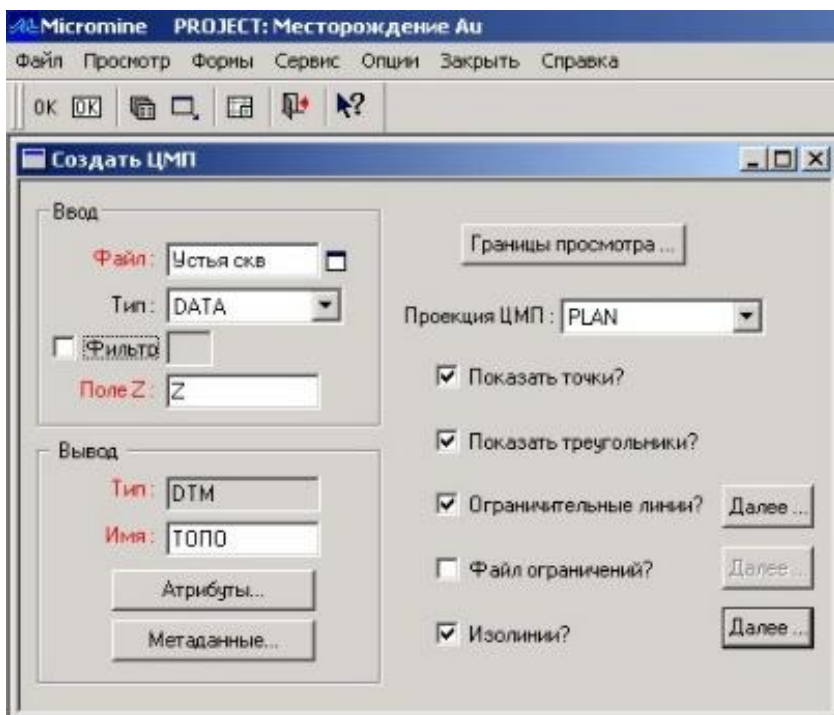 Micromine PROJECT: Месторождение Au
Файл Просмотр Формы Сервис Опции Закрыть Справка
OK OK
Создать ЦМП
Ввод
Файл: Устья скв
Тип: DATA
Фильтр
Поле Z: Z
Вывод
Тип: DTM
Имя: ТОПО
Атрибуты...
Метаданные...
Границы просмотра ...
Проекция ЦМП: PLAN
Показать точки?
Показать треугольники?
Ограничительные линии? Далее ...
Файл ограничений? Далее ...
Изолинии? Далее ...